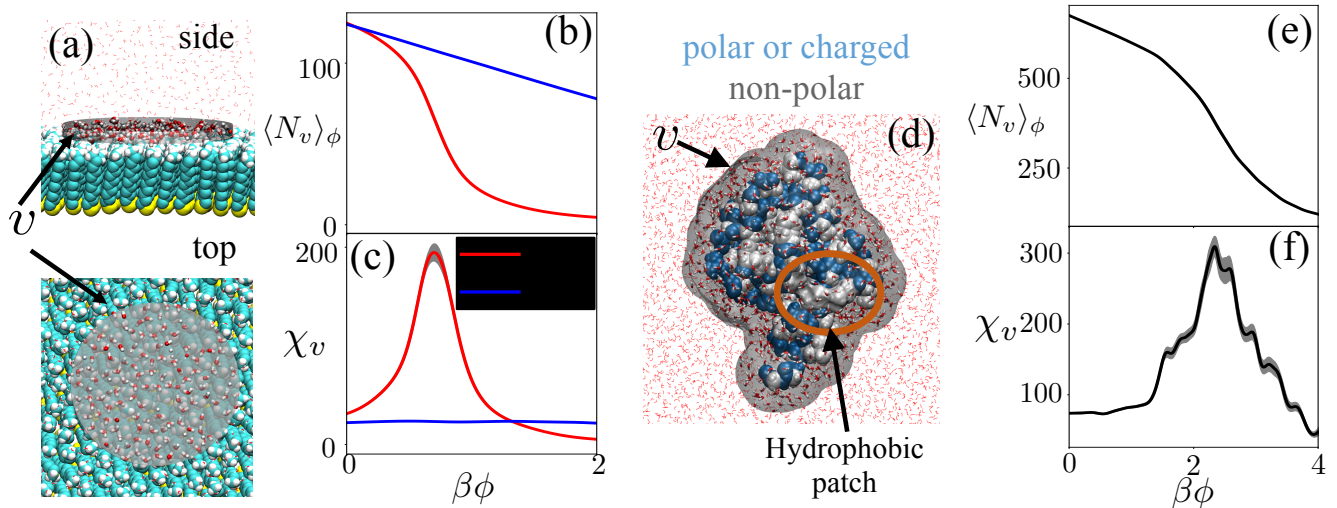 (a)
side
v
top
(b)
100
⟨N_v⟩_ϕ
0
200
(c)
χ_v
0
0
2
βϕ
polar or charged
non-polar
v
(d)
Hydrophobic
patch
(e)
500
⟨N_v⟩_ϕ
250
(f)
300
χ_v
200
100
0
2
4
βϕ